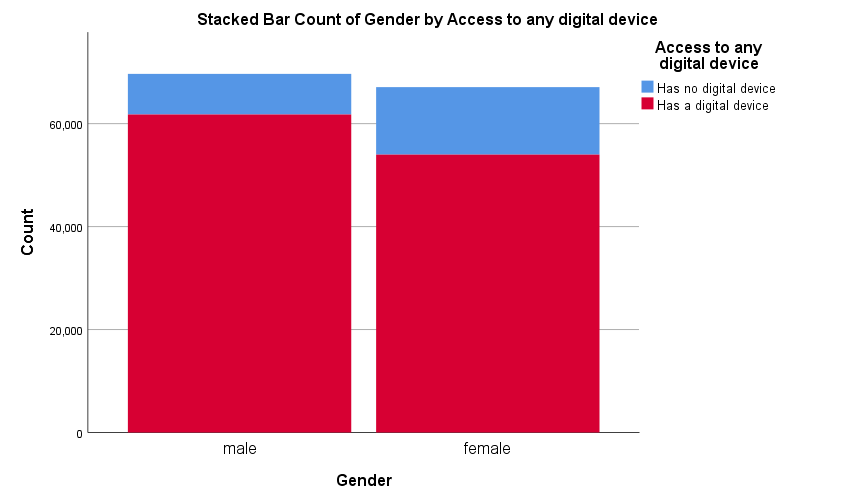 Stacked Bar Count of Gender by Access to any digital device
Access to any
digital device
Has no digital device
Has a digital device
Count
60,000
40,000
20,000
0
male female
Gender